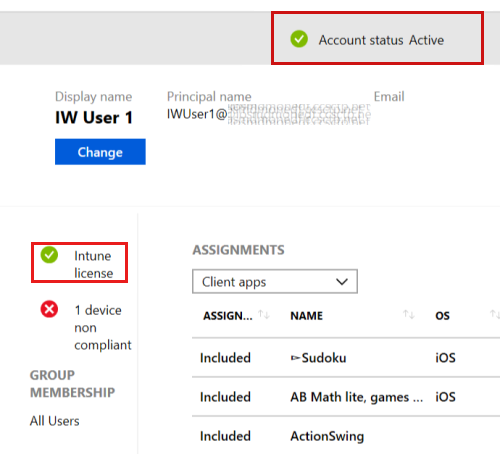 Account status Active
Display name
Principal name
Email
IW User 1
IWUser1@
Change
Intune
license
1 device
non
compliant
GROUP
MEMBERSHIP
All Users
ASSIGNMENTS
Client apps
ASSIGN... NAME OS
Included ▻Sudoku iOS
Included AB Math lite, games ... iOS
Included ActionSwing